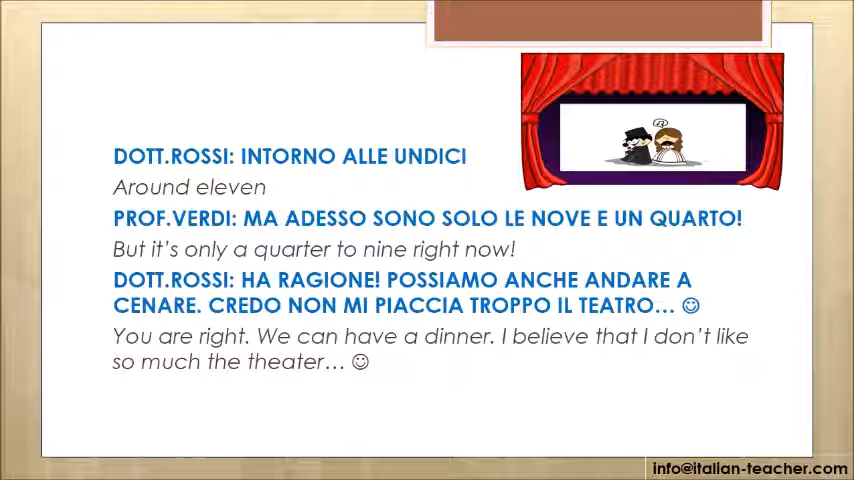 DOTT.ROSSI: INTORNO ALLE UNDICI
Around eleven
PROF.VERDI: MA ADESSO SONO SOLO LE NOVE E UN QUARTO!
But it's only a quarter to nine right now!
DOTT.ROSSI: HA RAGIONE! POSSIAMO ANCHE ANDARE A
CENARE. CREDO NON MI PIACCIA TROPPO IL TEATRO… ☺
You are right. We can have a dinner. I believe that I don't like
so much the theater… ☺
info@italian-teacher.com